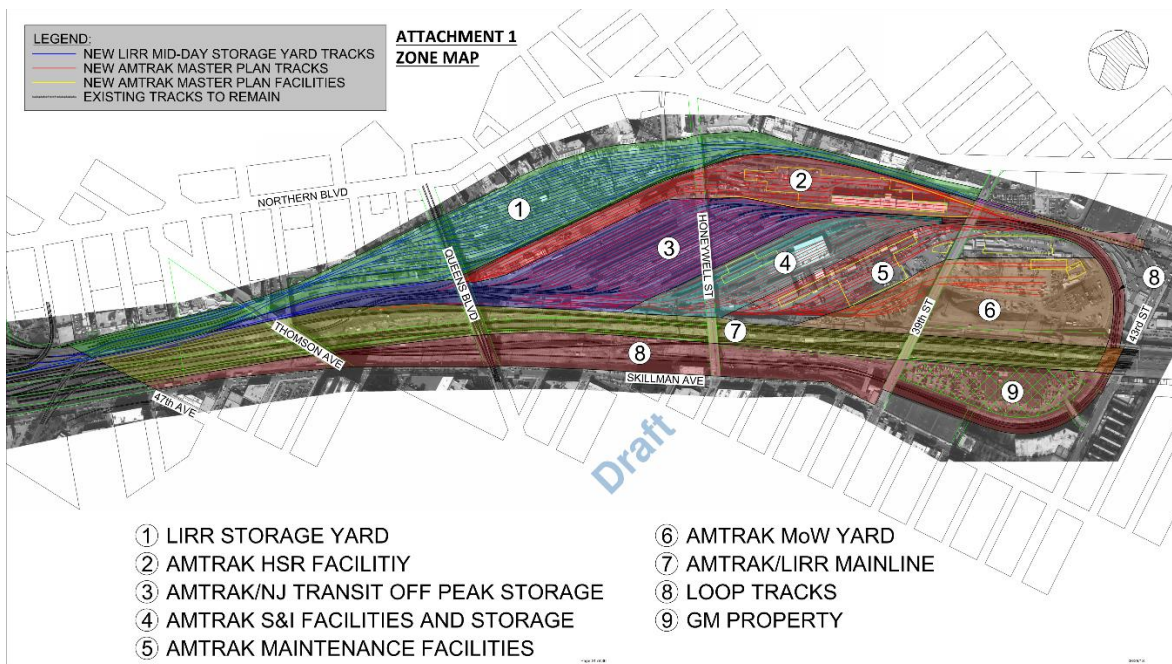 LEGEND:
NEW LIRR MID-DAY STORAGE YARD TRACKS
NEW AMTRAK MASTER PLAN TRACKS
NEW AMTRAK MASTER PLAN FACILITIES
EXISTING TRACKS TO REMAIN
ATTACHMENT 1
ZONE MAP
NORTHERN BLVD
1
2
QUEENS BLVD
3
HONEYWELL ST
4
5
39th ST
6
8
43rd ST
THOMSON AVE
7
8
SKILLMAN AVE
9
47th AVE
Draft
1 LIRR STORAGE YARD
2 AMTRAK HSR FACILITIY
3 AMTRAK/NJ TRANSIT OFF PEAK STORAGE
4 AMTRAK S&I FACILITIES AND STORAGE
5 AMTRAK MAINTENANCE FACILITIES
6 AMTRAK MoW YARD
7 AMTRAK/LIRR MAINLINE
8 LOOP TRACKS
9 GM PROPERTY